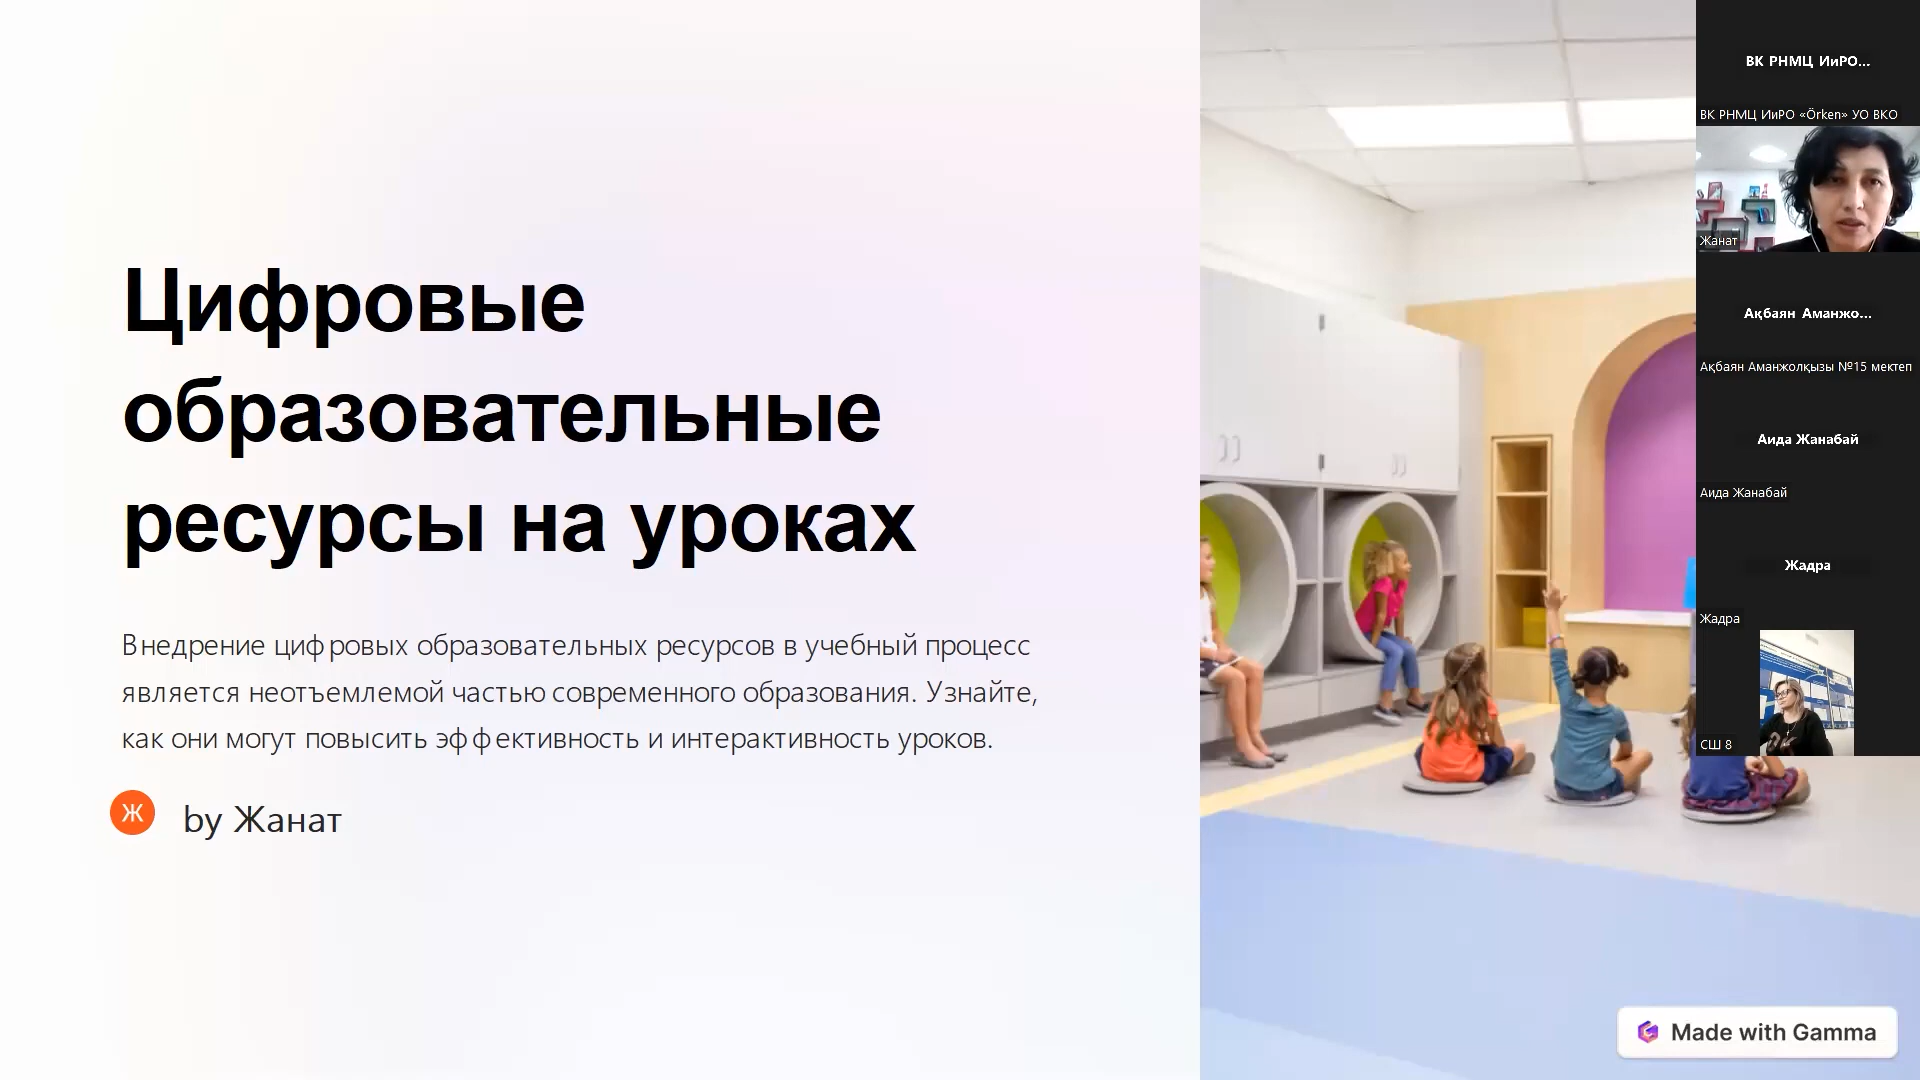 Цифровые
образовательные
ресурсы на уроках
Внедрение цифровых образовательных ресурсов в учебный процесс
является неотъемлемой частью современного образования. Узнайте,
как они могут повысить эффективность и интерактивность уроков.
Ж
by Жанат
ВК РНМЦ ИиРО...
ВК РНМЦ ИиРО «Örken» УО ВКО
Жанат
Ақбаян Аманжо...
Ақбаян Аманжолқызы №15 мектеп
Аида Жанабай
Аида Жанабай
Жадра
Жадра
СШ 8
Made with Gamma